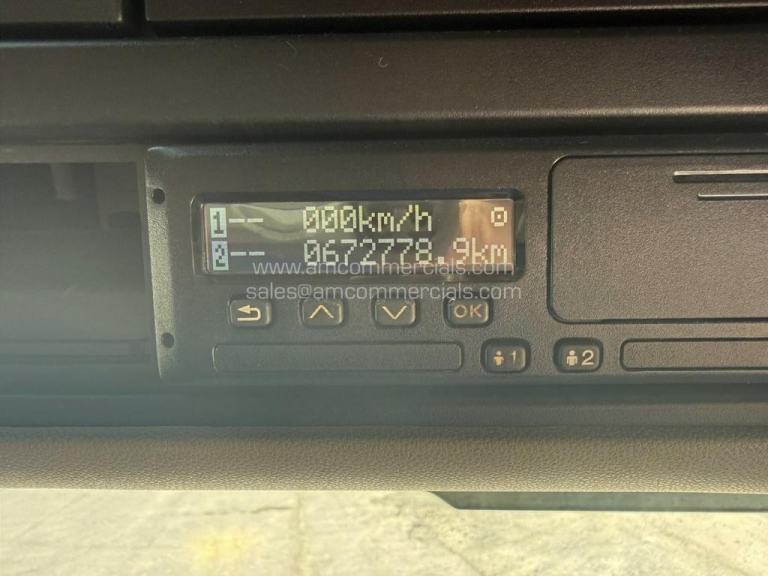 1-- 000km/h
2-- 0672778.9km
www.amcommercials.com
sales@amcommercials.com
OK
1 2